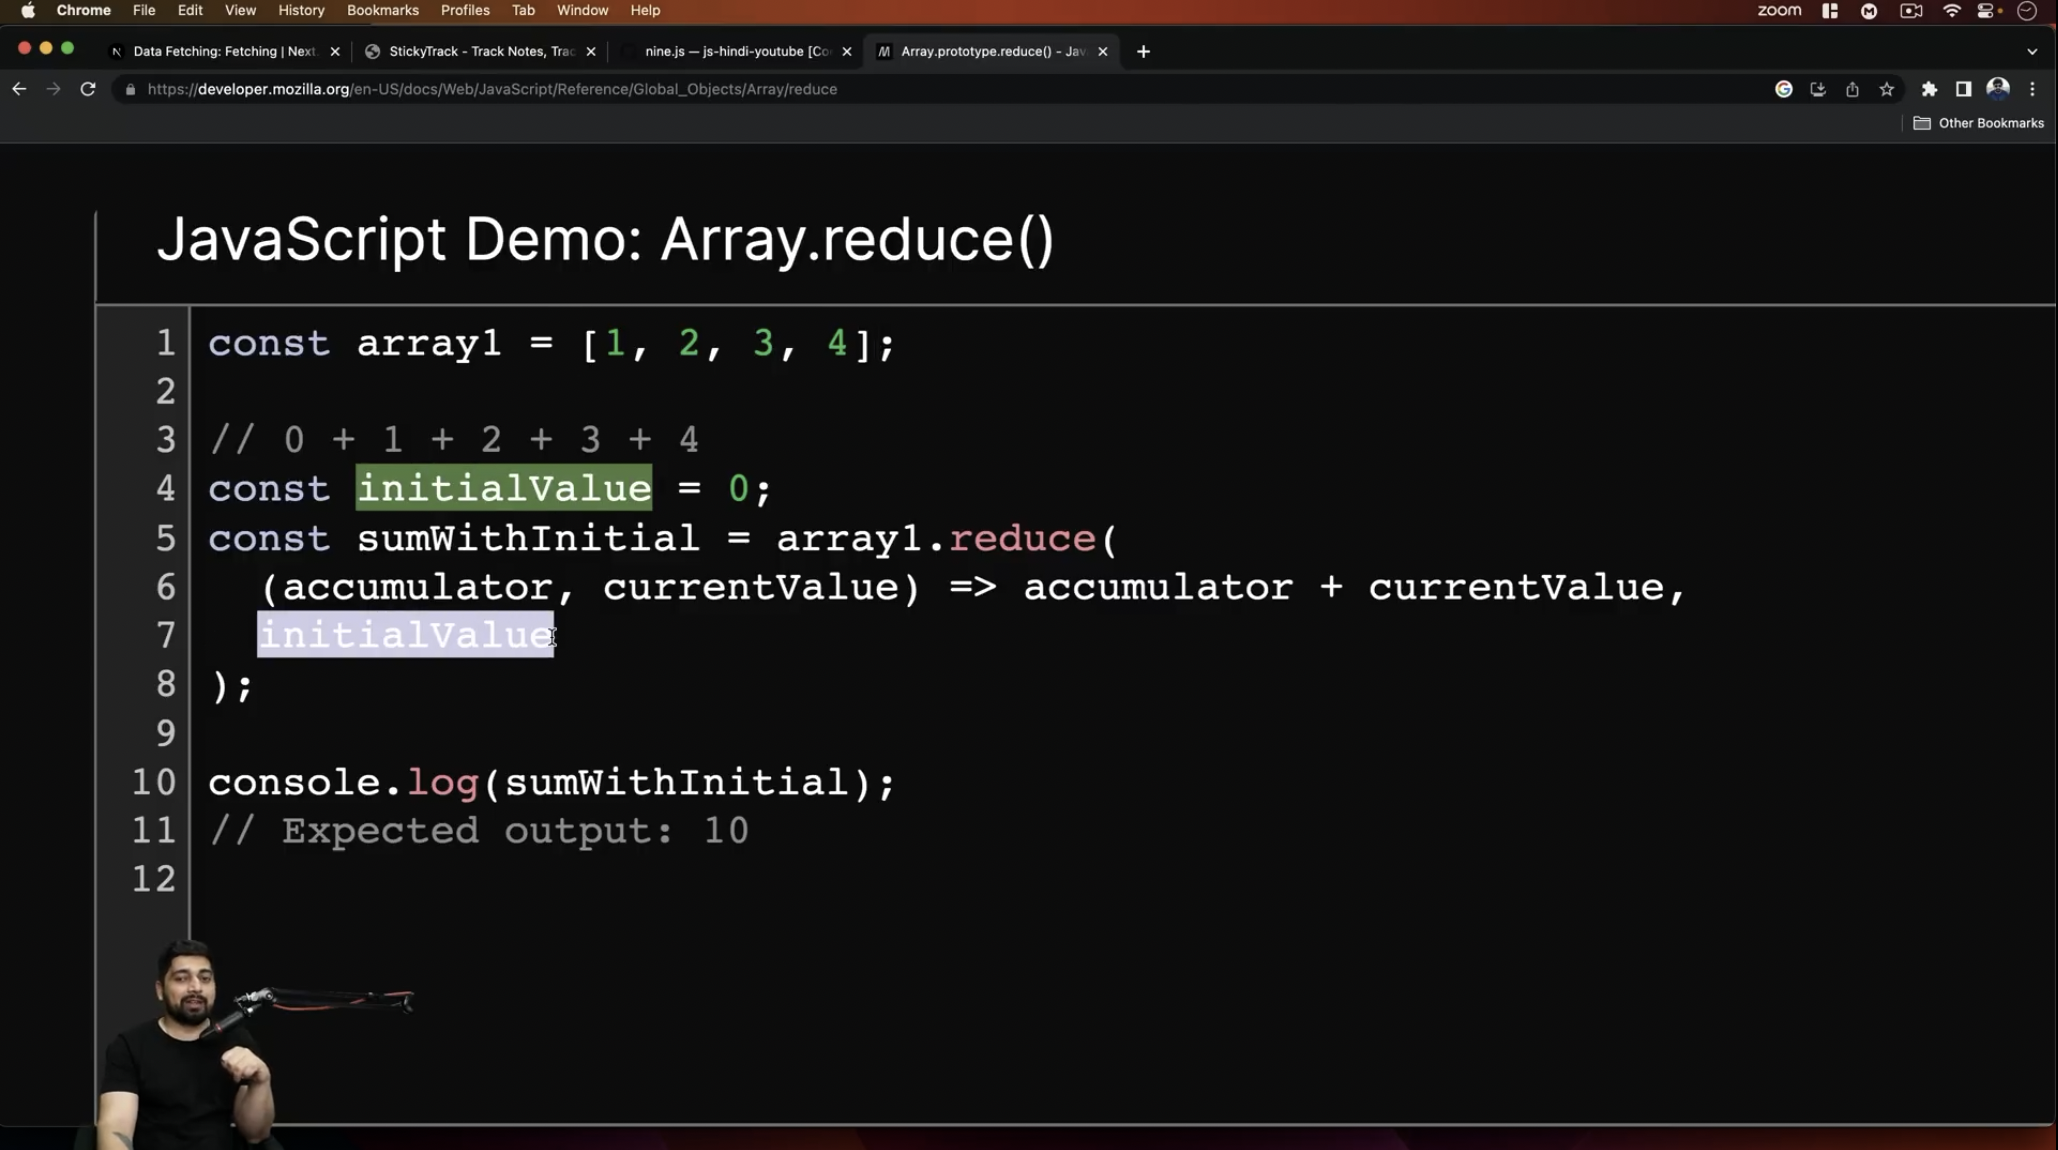 Chrome File Edit View History Bookmarks Profiles Tab Window Help zoom
Data Fetching: Fetching | Next. StickyTrack - Track Notes, Trac nine.js — js-hindi-youtube [Co Array.prototype.reduce() - Jav
https://developer.mozilla.org/en-US/docs/Web/JavaScript/Reference/Global_Objects/Array/reduce
Other Bookmarks
JavaScript Demo: Array.reduce()
1 const array1 = [1, 2, 3, 4];
2
3 // 0 + 1 + 2 + 3 + 4
4 const initialValue = 0;
5 const sumWithInitial = array1.reduce(
6 (accumulator, currentValue) => accumulator + currentValue,
7 initialValue
8 );
9
10 console.log(sumWithInitial);
11 // Expected output: 10
12